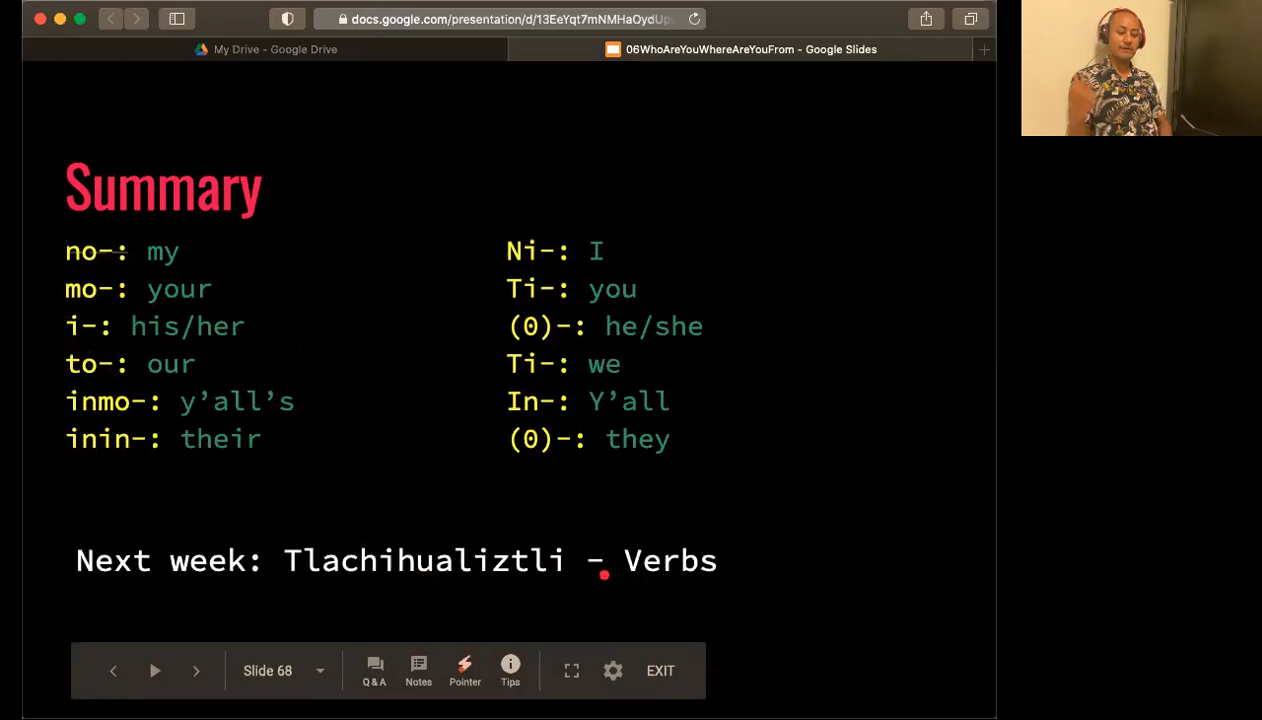 docs.google.com/presentation/d/13EeYqt7mNMHaOydUp
My Drive - Google Drive
06WhoAreYouWhereAreYouFrom - Google Slides
Summary
no-: my
mo-: your
i-: his/her
to-: our
inmo-: y’all’s
inin-: their
Ni-: I
Ti-: you
(0)-: he/she
Ti-: we
In-: Y’all
(0)-: they
Next week: Tlachihualiztli - Verbs
Slide 68
Q & A
Notes
Pointer
Tips
EXIT